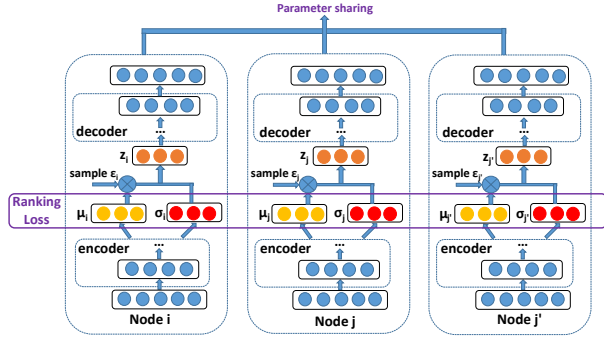 Parameter sharing
decoder ...
z_i
sample ε_i
μ_i σ_i
encoder ...
Node i
decoder ...
z_j
sample ε_j
μ_j σ_j
encoder ...
Node j
decoder ...
z_j'
sample ε_j'
μ_j' σ_j'
encoder ...
Node j'
Ranking
Loss